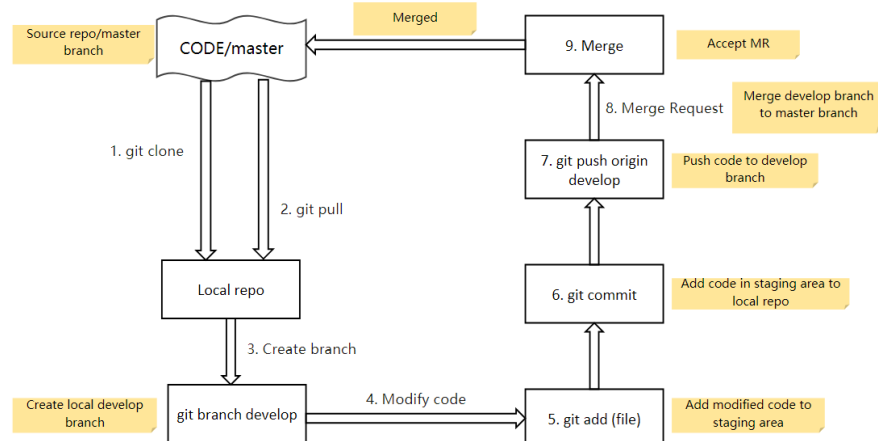 Merged
Source repo/master
branch
CODE/master
9. Merge
Accept MR
1. git clone
2. git pull
8. Merge Request
Merge develop branch
to master branch
7. git push origin
develop
Push code to develop
branch
Local repo
6. git commit
Add code in staging area to
local repo
3. Create branch
Create local develop
branch
git branch develop
4. Modify code
5. git add (file)
Add modified code to
staging area